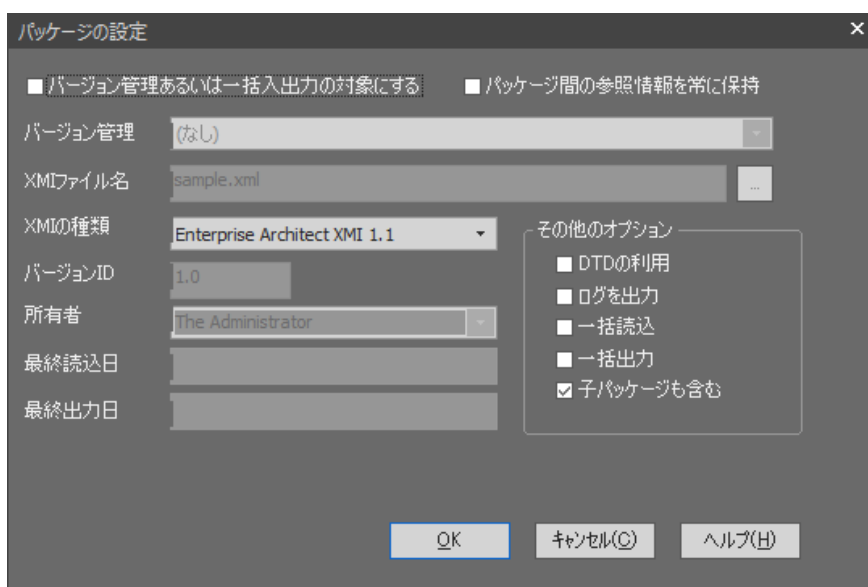 パッケージの設定
バージョン管理あるいは一括入出力の対象にする
パッケージ間の参照情報を常に保持
バージョン管理
(なし)
XMIファイル名
sample.xml
...
XMIの種類
Enterprise Architect XMI 1.1
バージョンID
1.0
所有者
The Administrator
最終読込日
最終出力日
その他のオプション
DTDの利用
ログを出力
一括読込
一括出力
子パッケージも含む
OK
キャンセル(C)
ヘルプ(H)